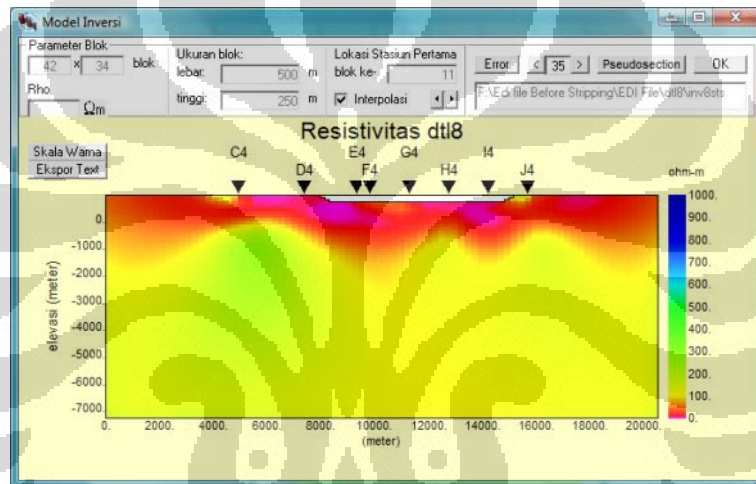 Model Inversi
Parameter Blok
42 x 34 blok
Rho
Ωm
Ukuran blok:
lebar: 500 m
tinggi: 250 m
Lokasi Stasiun Pertama
blok ke- 11
Interpolasi
Error < 35 > Pseudosection OK
F:\Edi file Before Stripping\EDI File\dtl8\inv8sts
Resistivitas dtl8
Skala Warna
Ekspor Text
C4 E4 G4 I4
D4 F4 H4 J4
ohm-m
1000.
900.
800.
700.
600.
500.
400.
300.
200.
100.
0.
elevasi (meter)
0.
-1000.
-2000.
-3000.
-4000.
-5000.
-6000.
-7000.
0. 2000. 4000. 6000. 8000. 10000. 12000. 14000. 16000. 18000. 20000.
(meter)